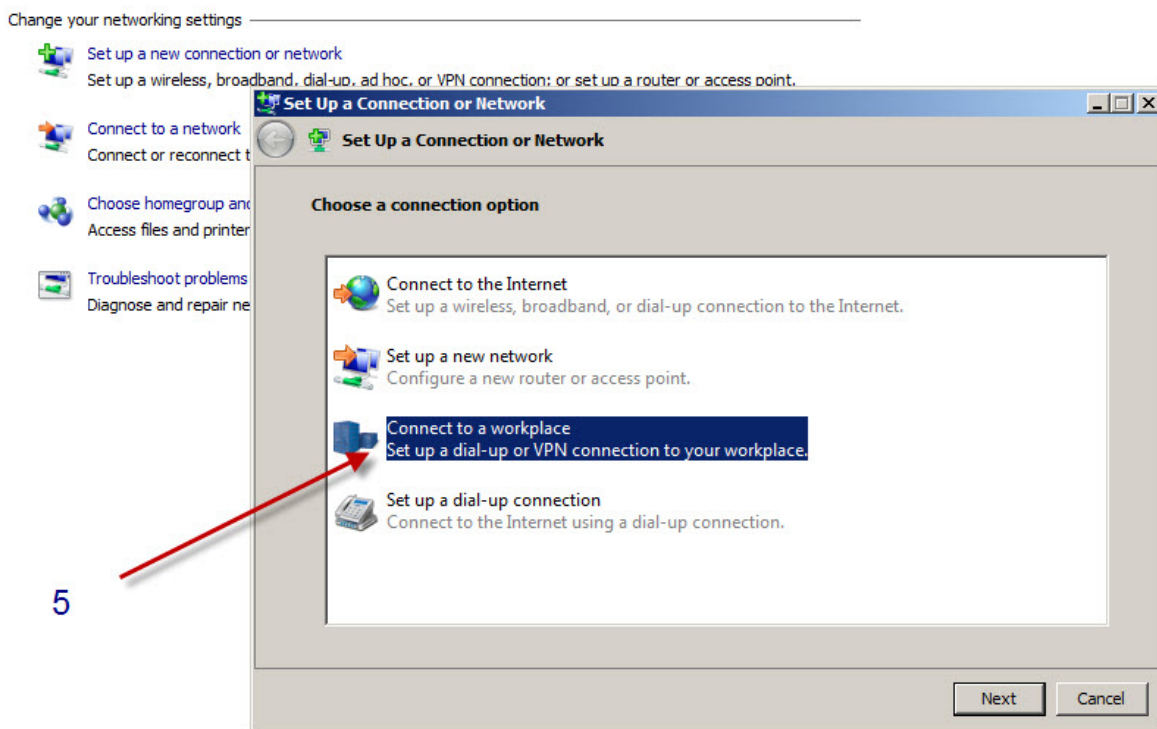 Change your networking settings
Set up a new connection or network
Set up a wireless, broadband, dial-up, ad hoc, or VPN connection; or set up a router or access point.
Connect to a network
Connect or reconnect t
Choose homegroup and
Access files and printer
Troubleshoot problems
Diagnose and repair ne
Set Up a Connection or Network
Set Up a Connection or Network
Choose a connection option
Connect to the Internet
Set up a wireless, broadband, or dial-up connection to the Internet.
Set up a new network
Configure a new router or access point.
Connect to a workplace
Set up a dial-up or VPN connection to your workplace.
Set up a dial-up connection
Connect to the Internet using a dial-up connection.
5
Next
Cancel